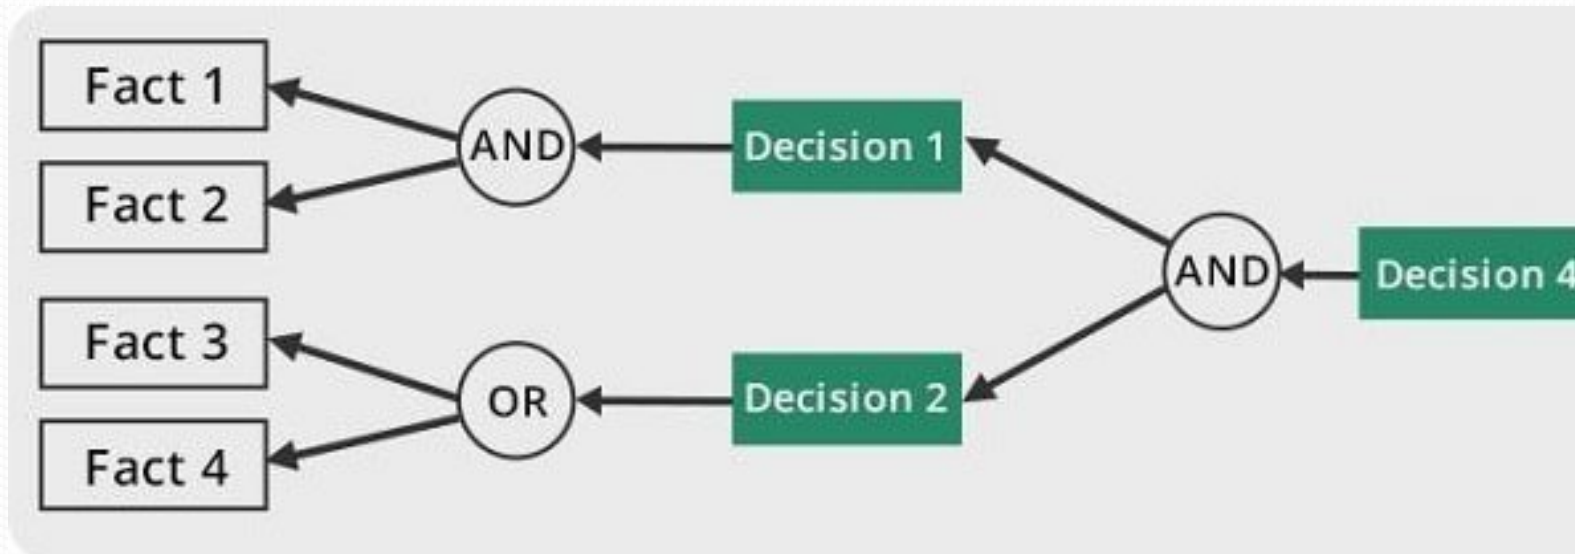 Fact 1
Fact 2
AND
Decision 1
Fact 3
Fact 4
OR
Decision 2
AND
Decision 4